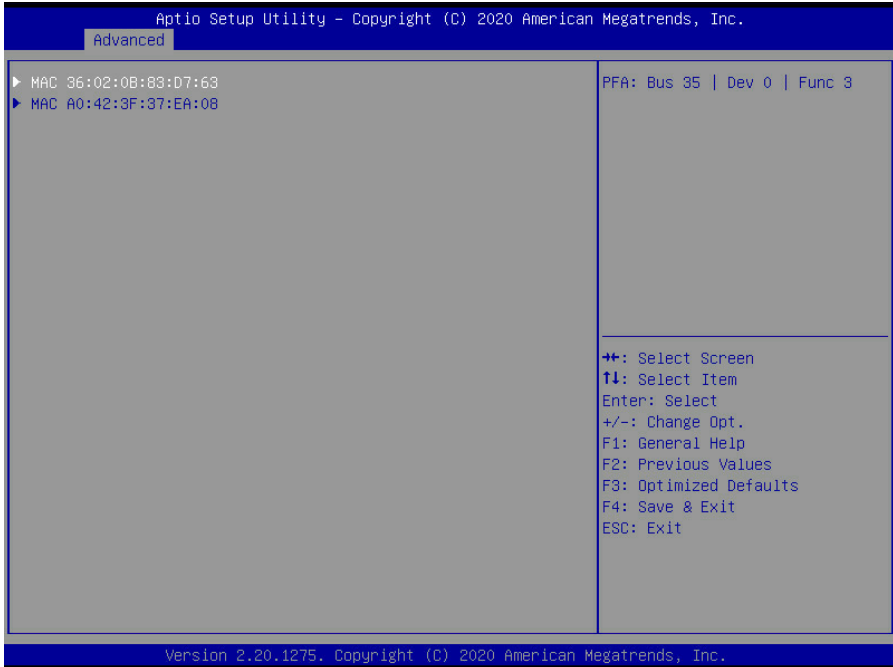 Aptio Setup Utility – Copyright (C) 2020 American Megatrends, Inc.
Advanced
▶ MAC 36:02:0B:83:D7:63
▶ MAC A0:42:3F:37:EA:08
PFA: Bus 35 | Dev 0 | Func 3
→←: Select Screen
↑↓: Select Item
Enter: Select
+/-: Change Opt.
F1: General Help
F2: Previous Values
F3: Optimized Defaults
F4: Save & Exit
ESC: Exit
Version 2.20.1275. Copyright (C) 2020 American Megatrends, Inc.